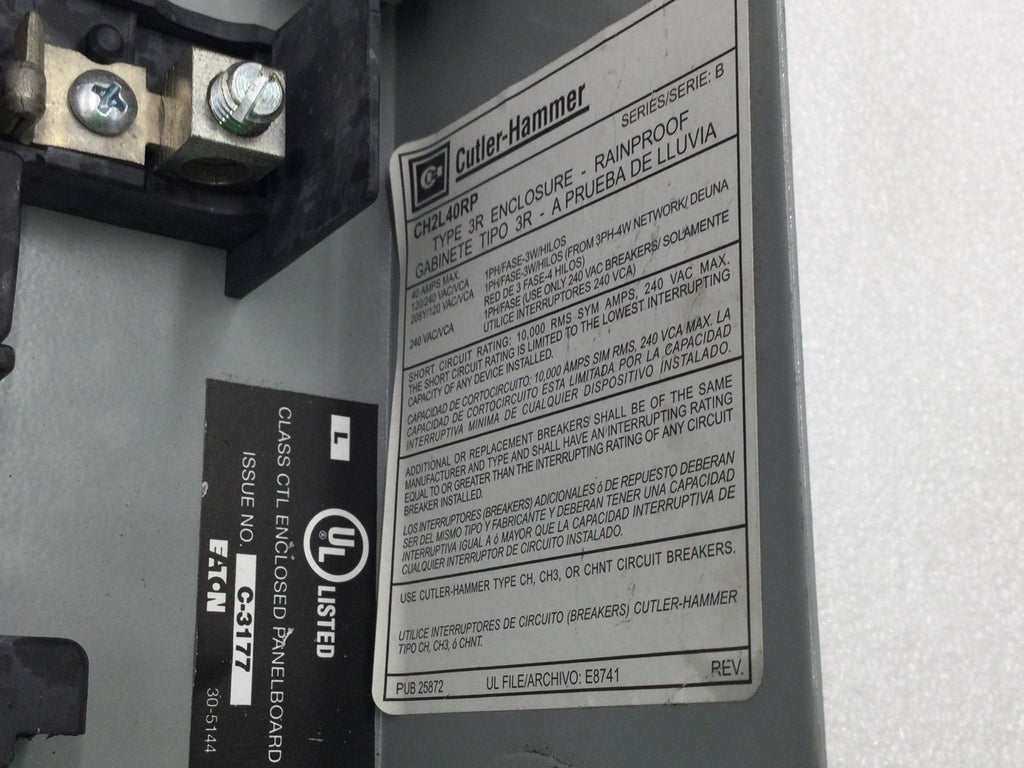 Cutler-Hammer
SERIES/SERIE: B
CH2L40RP
TYPE 3R ENCLOSURE - RAINPROOF
GABINETE TIPO 3R - A PRUEBA DE LLUVIA
40 AMPS MAX.
120/240 VAC/VCA 1PH/FASE-3W/HILOS
208Y/120 VAC/VCA 1PH/FASE-3W/HILOS (FROM 3PH-4W NETWORK/ DEUNA
RED DE 3 FASE-4 HILOS)
240 VAC/VCA 1PH/FASE (USE ONLY 240 VAC BREAKERS/ SOLAMENTE
UTILICE INTERRUPTORES 240 VCA)
SHORT CIRCUIT RATING: 10,000 RMS SYM AMPS, 240 VAC MAX.
THE SHORT CIRCUIT RATING IS LIMITED TO THE LOWEST INTERRUPTING
CAPACITY OF ANY DEVICE INSTALLED.
CAPACIDAD DE CORTOCIRCUITO: 10,000 AMPS SIM RMS, 240 VCA MAX. LA
CAPACIDAD DE CORTOCIRCUITO ESTA LIMITADA POR LA CAPACIDAD
INTERRUPTIVA MINIMA DE CUALQUIER DISPOSITIVO INSTALADO.
ADDITIONAL OR REPLACEMENT BREAKERS SHALL BE OF THE SAME
MANUFACTURER AND TYPE AND SHALL HAVE AN INTERRUPTING RATING
EQUAL TO OR GREATER THAN THE INTERRUPTING RATING OF ANY CIRCUIT
BREAKER INSTALLED.
LOS INTERRUPTORES (BREAKERS) ADICIONALES ó DE REPUESTO DEBERAN
SER DEL MISMO TIPO Y FABRICANTE Y DEBERAN TENER UNA CAPACIDAD
INTERRUPTIVA IGUAL A ó MAYOR QUE LA CAPACIDAD INTERRUPTIVA DE
CUALQUIER INTERRUPTOR DE CIRCUITO INSTALADO.
USE CUTLER-HAMMER TYPE CH, CH3, OR CHNT CIRCUIT BREAKERS.
UTILICE INTERRUPTORES DE CIRCUITO (BREAKERS) CUTLER-HAMMER
TIPO CH, CH3, ó CHNT.
PUB 25872 UL FILE/ARCHIVO: E8741 REV.
L UL LISTED
CLASS CTL ENCLOSED PANELBOARD
ISSUE NO. C-3177
EATON 30-5144